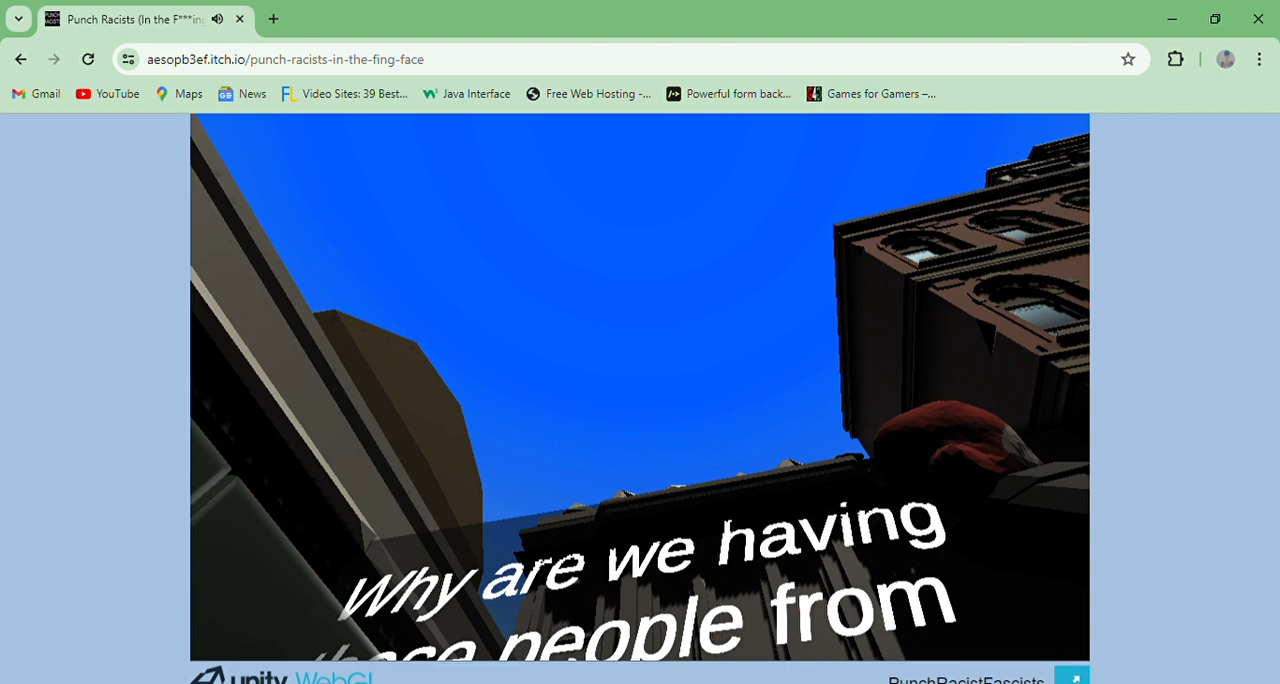 Punch Racists (In the F***ing
aesopb3ef.itch.io/punch-racists-in-the-fing-face
Gmail
YouTube
Maps
News
Video Sites: 39 Best...
Java Interface
Free Web Hosting -...
Powerful form back...
Games for Gamers –...
Why are we having
these people from
unity WebGL
PunchRacistFascists